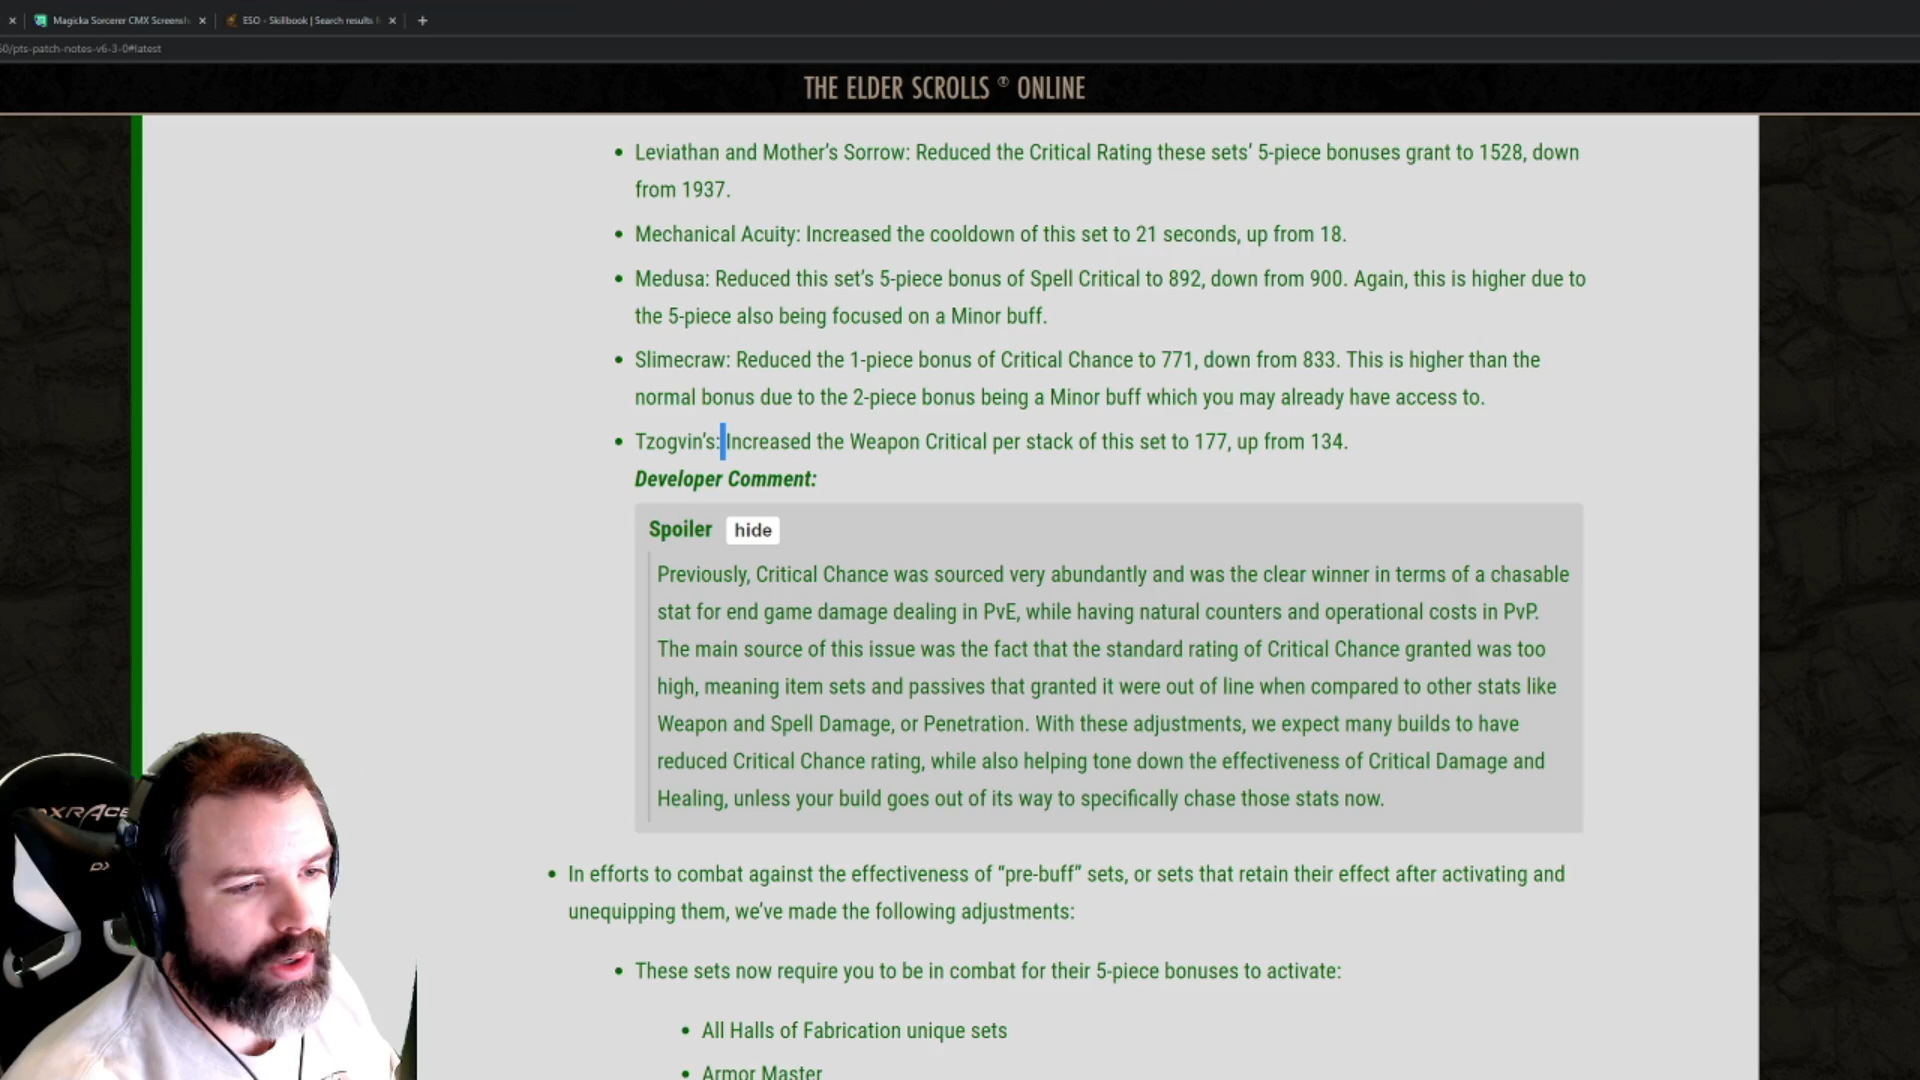 Magicka Sorcerer CMX Screensh
ESO - Skillbook | Search results f
60/pts-patch-notes-v6-3-0#latest
THE ELDER SCROLLS ® ONLINE
• Leviathan and Mother's Sorrow: Reduced the Critical Rating these sets' 5-piece bonuses grant to 1528, down
from 1937.
• Mechanical Acuity: Increased the cooldown of this set to 21 seconds, up from 18.
• Medusa: Reduced this set's 5-piece bonus of Spell Critical to 892, down from 900. Again, this is higher due to
the 5-piece also being focused on a Minor buff.
• Slimecraw: Reduced the 1-piece bonus of Critical Chance to 771, down from 833. This is higher than the
normal bonus due to the 2-piece bonus being a Minor buff which you may already have access to.
• Tzogvin's: Increased the Weapon Critical per stack of this set to 177, up from 134.
Developer Comment:
Spoiler hide
Previously, Critical Chance was sourced very abundantly and was the clear winner in terms of a chasable
stat for end game damage dealing in PvE, while having natural counters and operational costs in PvP.
The main source of this issue was the fact that the standard rating of Critical Chance granted was too
high, meaning item sets and passives that granted it were out of line when compared to other stats like
Weapon and Spell Damage, or Penetration. With these adjustments, we expect many builds to have
reduced Critical Chance rating, while also helping tone down the effectiveness of Critical Damage and
Healing, unless your build goes out of its way to specifically chase those stats now.
• In efforts to combat against the effectiveness of “pre-buff” sets, or sets that retain their effect after activating and
unequipping them, we've made the following adjustments:
• These sets now require you to be in combat for their 5-piece bonuses to activate:
• All Halls of Fabrication unique sets
• Armor Master
DXRACE